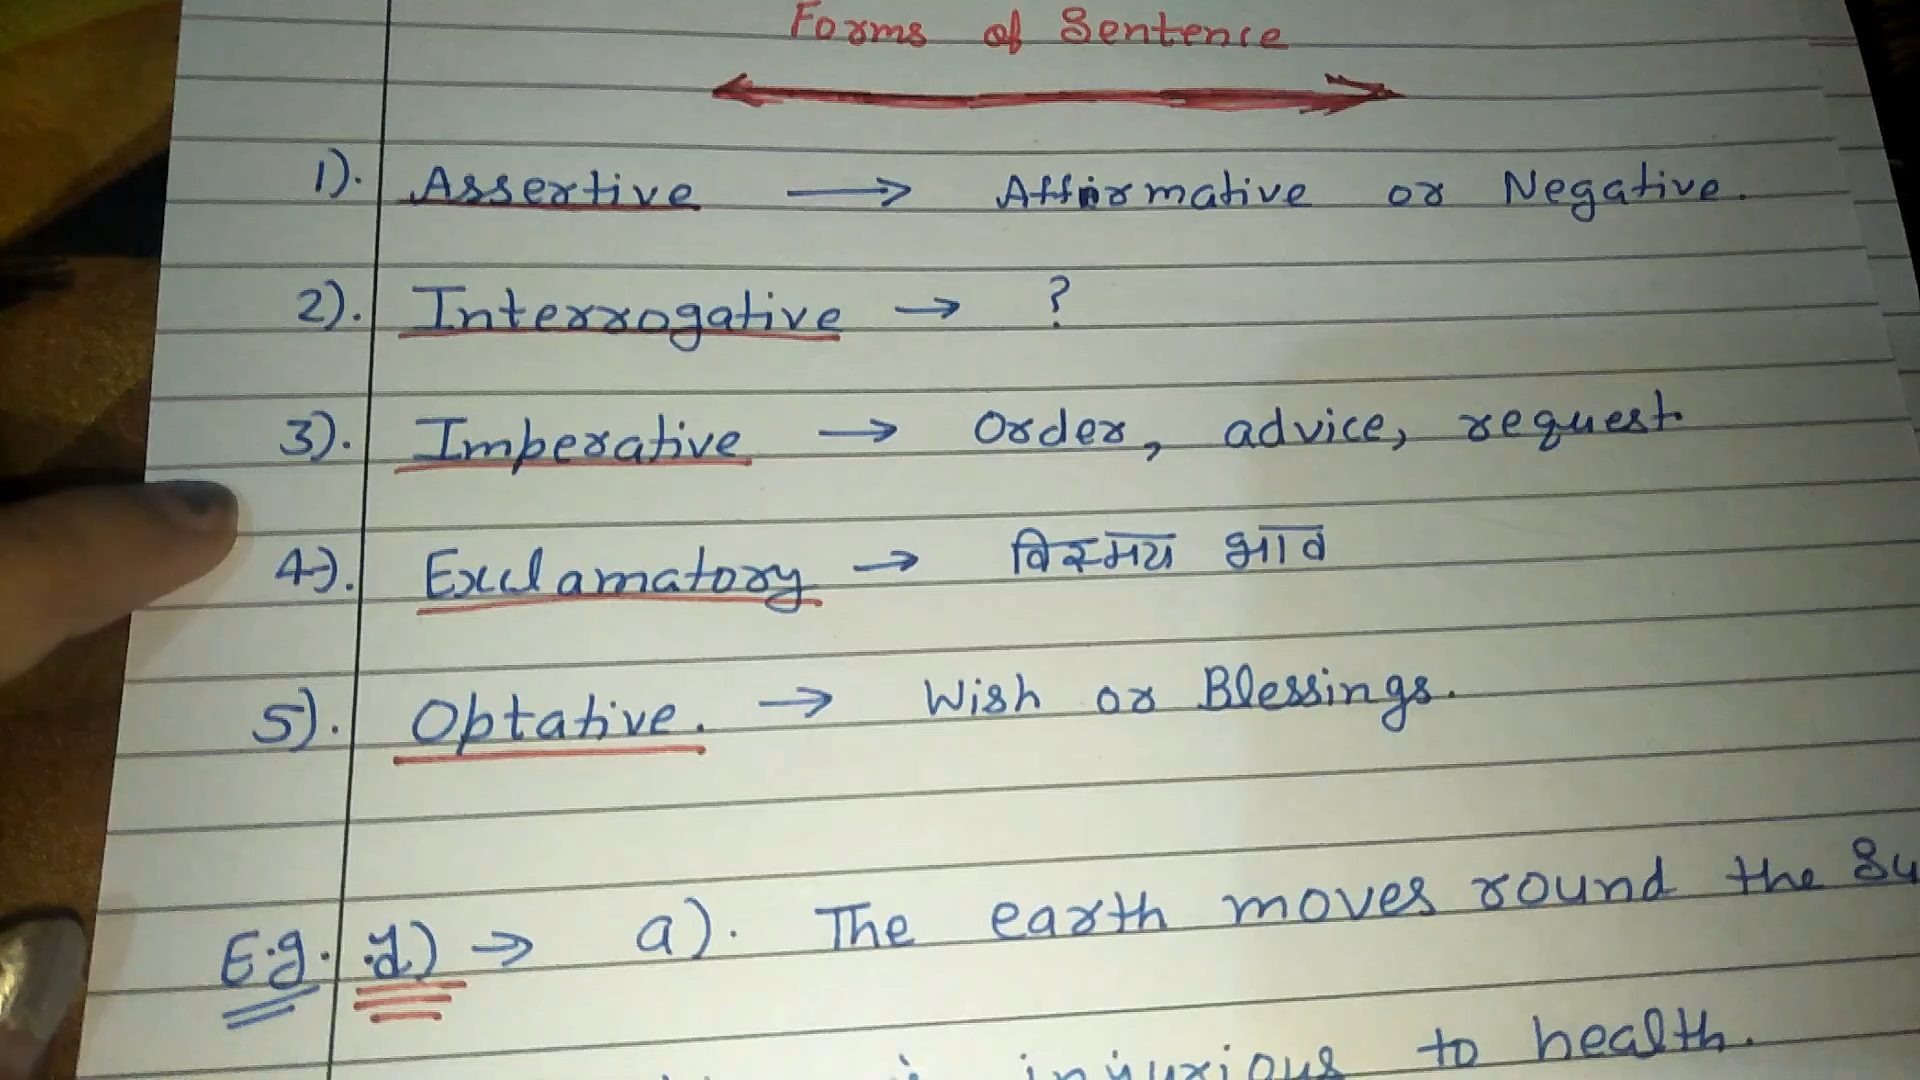 Forms of Sentence
1). Assertive → Affirmative or Negative.
2). Interrogative → ?
3). Imperative → Order, advice, request.
4). Exclamatory → विस्मय भाव
5). Optative. → Wish or Blessings.
E.g. 1) → a). The earth moves round the
injurious to health.